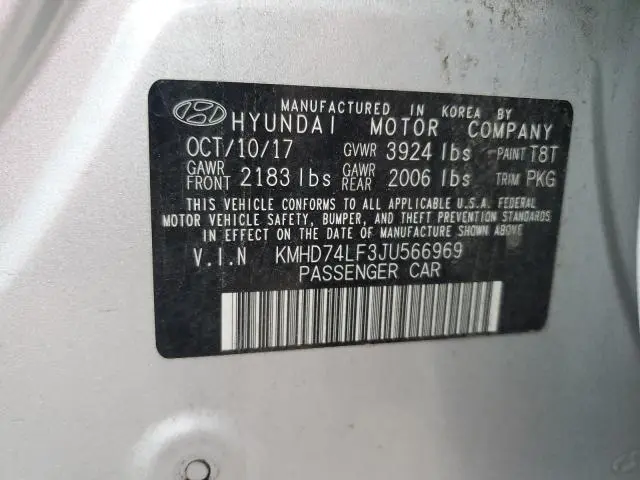 MANUFACTURED IN KOREA BY
HYUNDAI MOTOR COMPANY
OCT/10/17 GVWR 3924 lbs PAINT T8T
GAWR FRONT 2183 lbs GAWR REAR 2006 lbs TRIM PKG
THIS VEHICLE CONFORMS TO ALL APPLICABLE U.S.A. FEDERAL
MOTOR VEHICLE SAFETY, BUMPER, AND THEFT PREVENTION STANDARDS
IN EFFECT ON THE DATE OF MANUFACTURE SHOWN ABOVE.
V.I.N KMHD74LF3JU566969
PASSENGER CAR